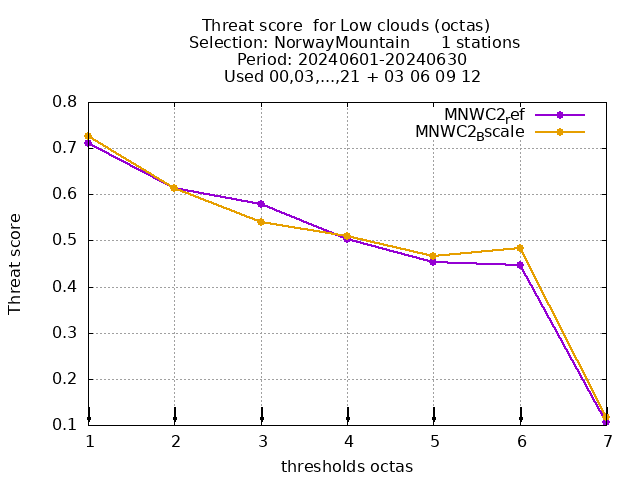 Threat score  for Low clouds (octas)
Selection: NorwayMountain      1 stations
Period: 20240601-20240630
Used 00,03,...,21 + 03 06 09 12
MNWC2ref
MNWC2Bscale
0.8
0.7
0.6
0.5
0.4
0.3
0.2
0.1
Threat score
1 2 3 4 5 6 7
thresholds octas